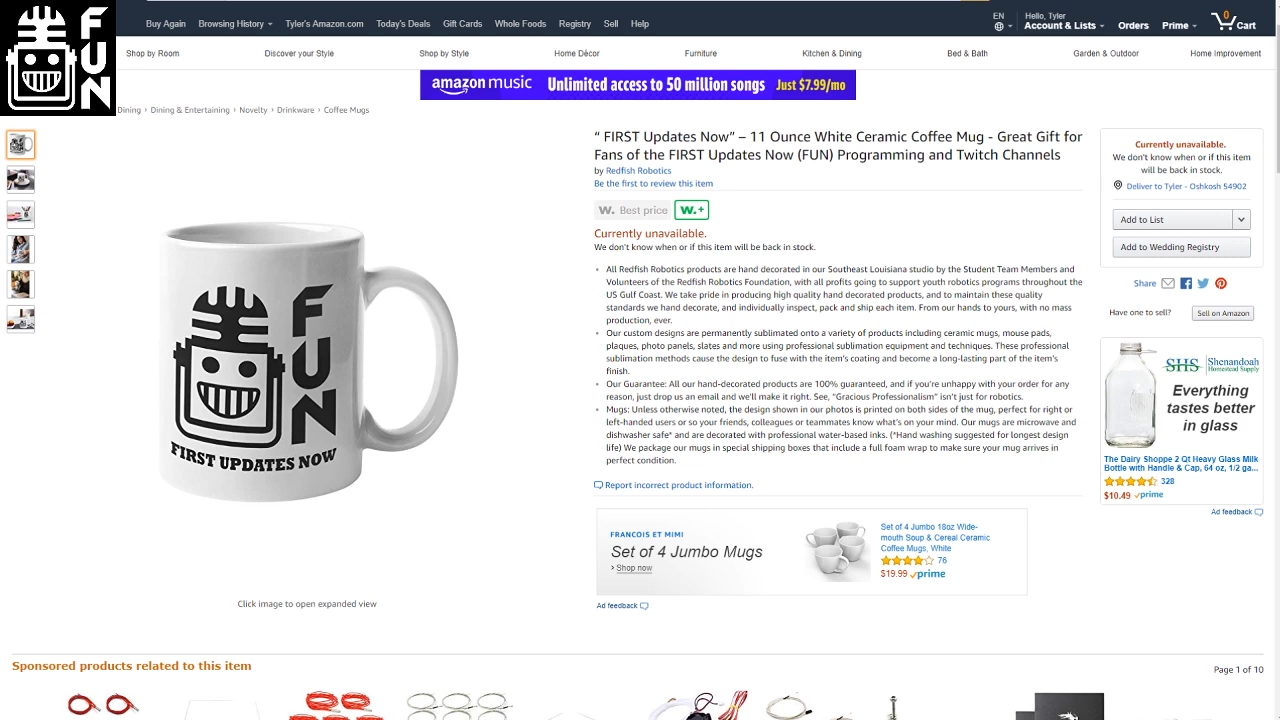 FUN
Buy Again Browsing History Tyler's Amazon.com Today's Deals Gift Cards Whole Foods Registry Sell Help
EN
Hello, Tyler
Account & Lists Orders Prime 0 Cart
Shop by Room Discover your Style Shop by Style Home Décor Furniture Kitchen & Dining Bed & Bath Garden & Outdoor Home Improvement
amazon music Unlimited access to 50 million songs Just $7.99/mo
Dining › Dining & Entertaining › Novelty › Drinkware › Coffee Mugs
FUN
FIRST UPDATES NOW
Click image to open expanded view
“ FIRST Updates Now” – 11 Ounce White Ceramic Coffee Mug - Great Gift for
Fans of the FIRST Updates Now (FUN) Programming and Twitch Channels
by Redfish Robotics
Be the first to review this item
W. Best price W.+
Currently unavailable.
We don't know when or if this item will be back in stock.
• All Redfish Robotics products are hand decorated in our Southeast Louisiana studio by the Student Team Members and
Volunteers of the Redfish Robotics Foundation, with all profits going to support youth robotics programs throughout the
US Gulf Coast. We take pride in producing high quality hand decorated products, and to maintain these quality
standards we hand decorate, and individually inspect, pack and ship each item. From our hands to yours, with no mass
production, ever.
• Our custom designs are permanently sublimated onto a variety of products including ceramic mugs, mouse pads,
plaques, photo panels, slates and more using professional sublimation equipment and techniques. These professional
sublimation methods cause the design to fuse with the item's coating and become a long-lasting part of the item's
finish.
• Our Guarantee: All our hand-decorated products are 100% guaranteed, and if you're unhappy with your order for any
reason, just drop us an email and we'll make it right. See, “Gracious Professionalism” isn't just for robotics.
• Mugs: Unless otherwise noted, the design shown in our photos is printed on both sides of the mug, perfect for right or
left-handed users or so your friends, colleagues or teammates know what's on your mind. Our mugs are microwave and
dishwasher safe* and are decorated with professional water-based inks. (*Hand washing suggested for longest design
life) We package our mugs in special shipping boxes that include a full foam wrap to make sure your mug arrives in
perfect condition.
Report incorrect product information.
FRANCOIS ET MIMI
Set of 4 Jumbo Mugs
› Shop now
Set of 4 Jumbo 18oz Wide-
mouth Soup & Cereal Ceramic
Coffee Mugs, White
76
$19.99 prime
Ad feedback
Currently unavailable.
We don't know when or if this item
will be back in stock.
Deliver to Tyler - Oshkosh 54902
Add to List
Add to Wedding Registry
Share
Have one to sell? Sell on Amazon
SHS Shenandoah
Homestead Supply
Everything
tastes better
in glass
The Dairy Shoppe 2 Qt Heavy Glass Milk
Bottle with Handle & Cap, 64 oz, 1/2 ga...
328
$10.49 prime
Ad feedback
Sponsored products related to this item
Page 1 of 10